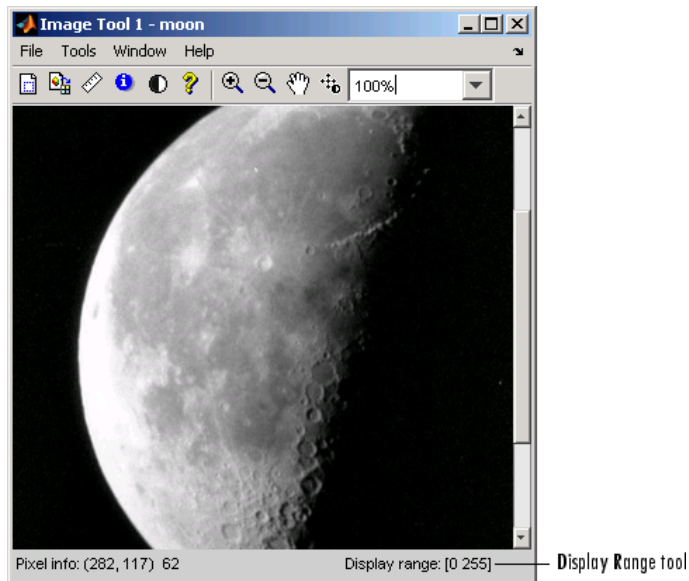 Image Tool 1 - moon
File Tools Window Help
100%
Pixel info: (282, 117) 62
Display range: [0 255]
Display Range tool